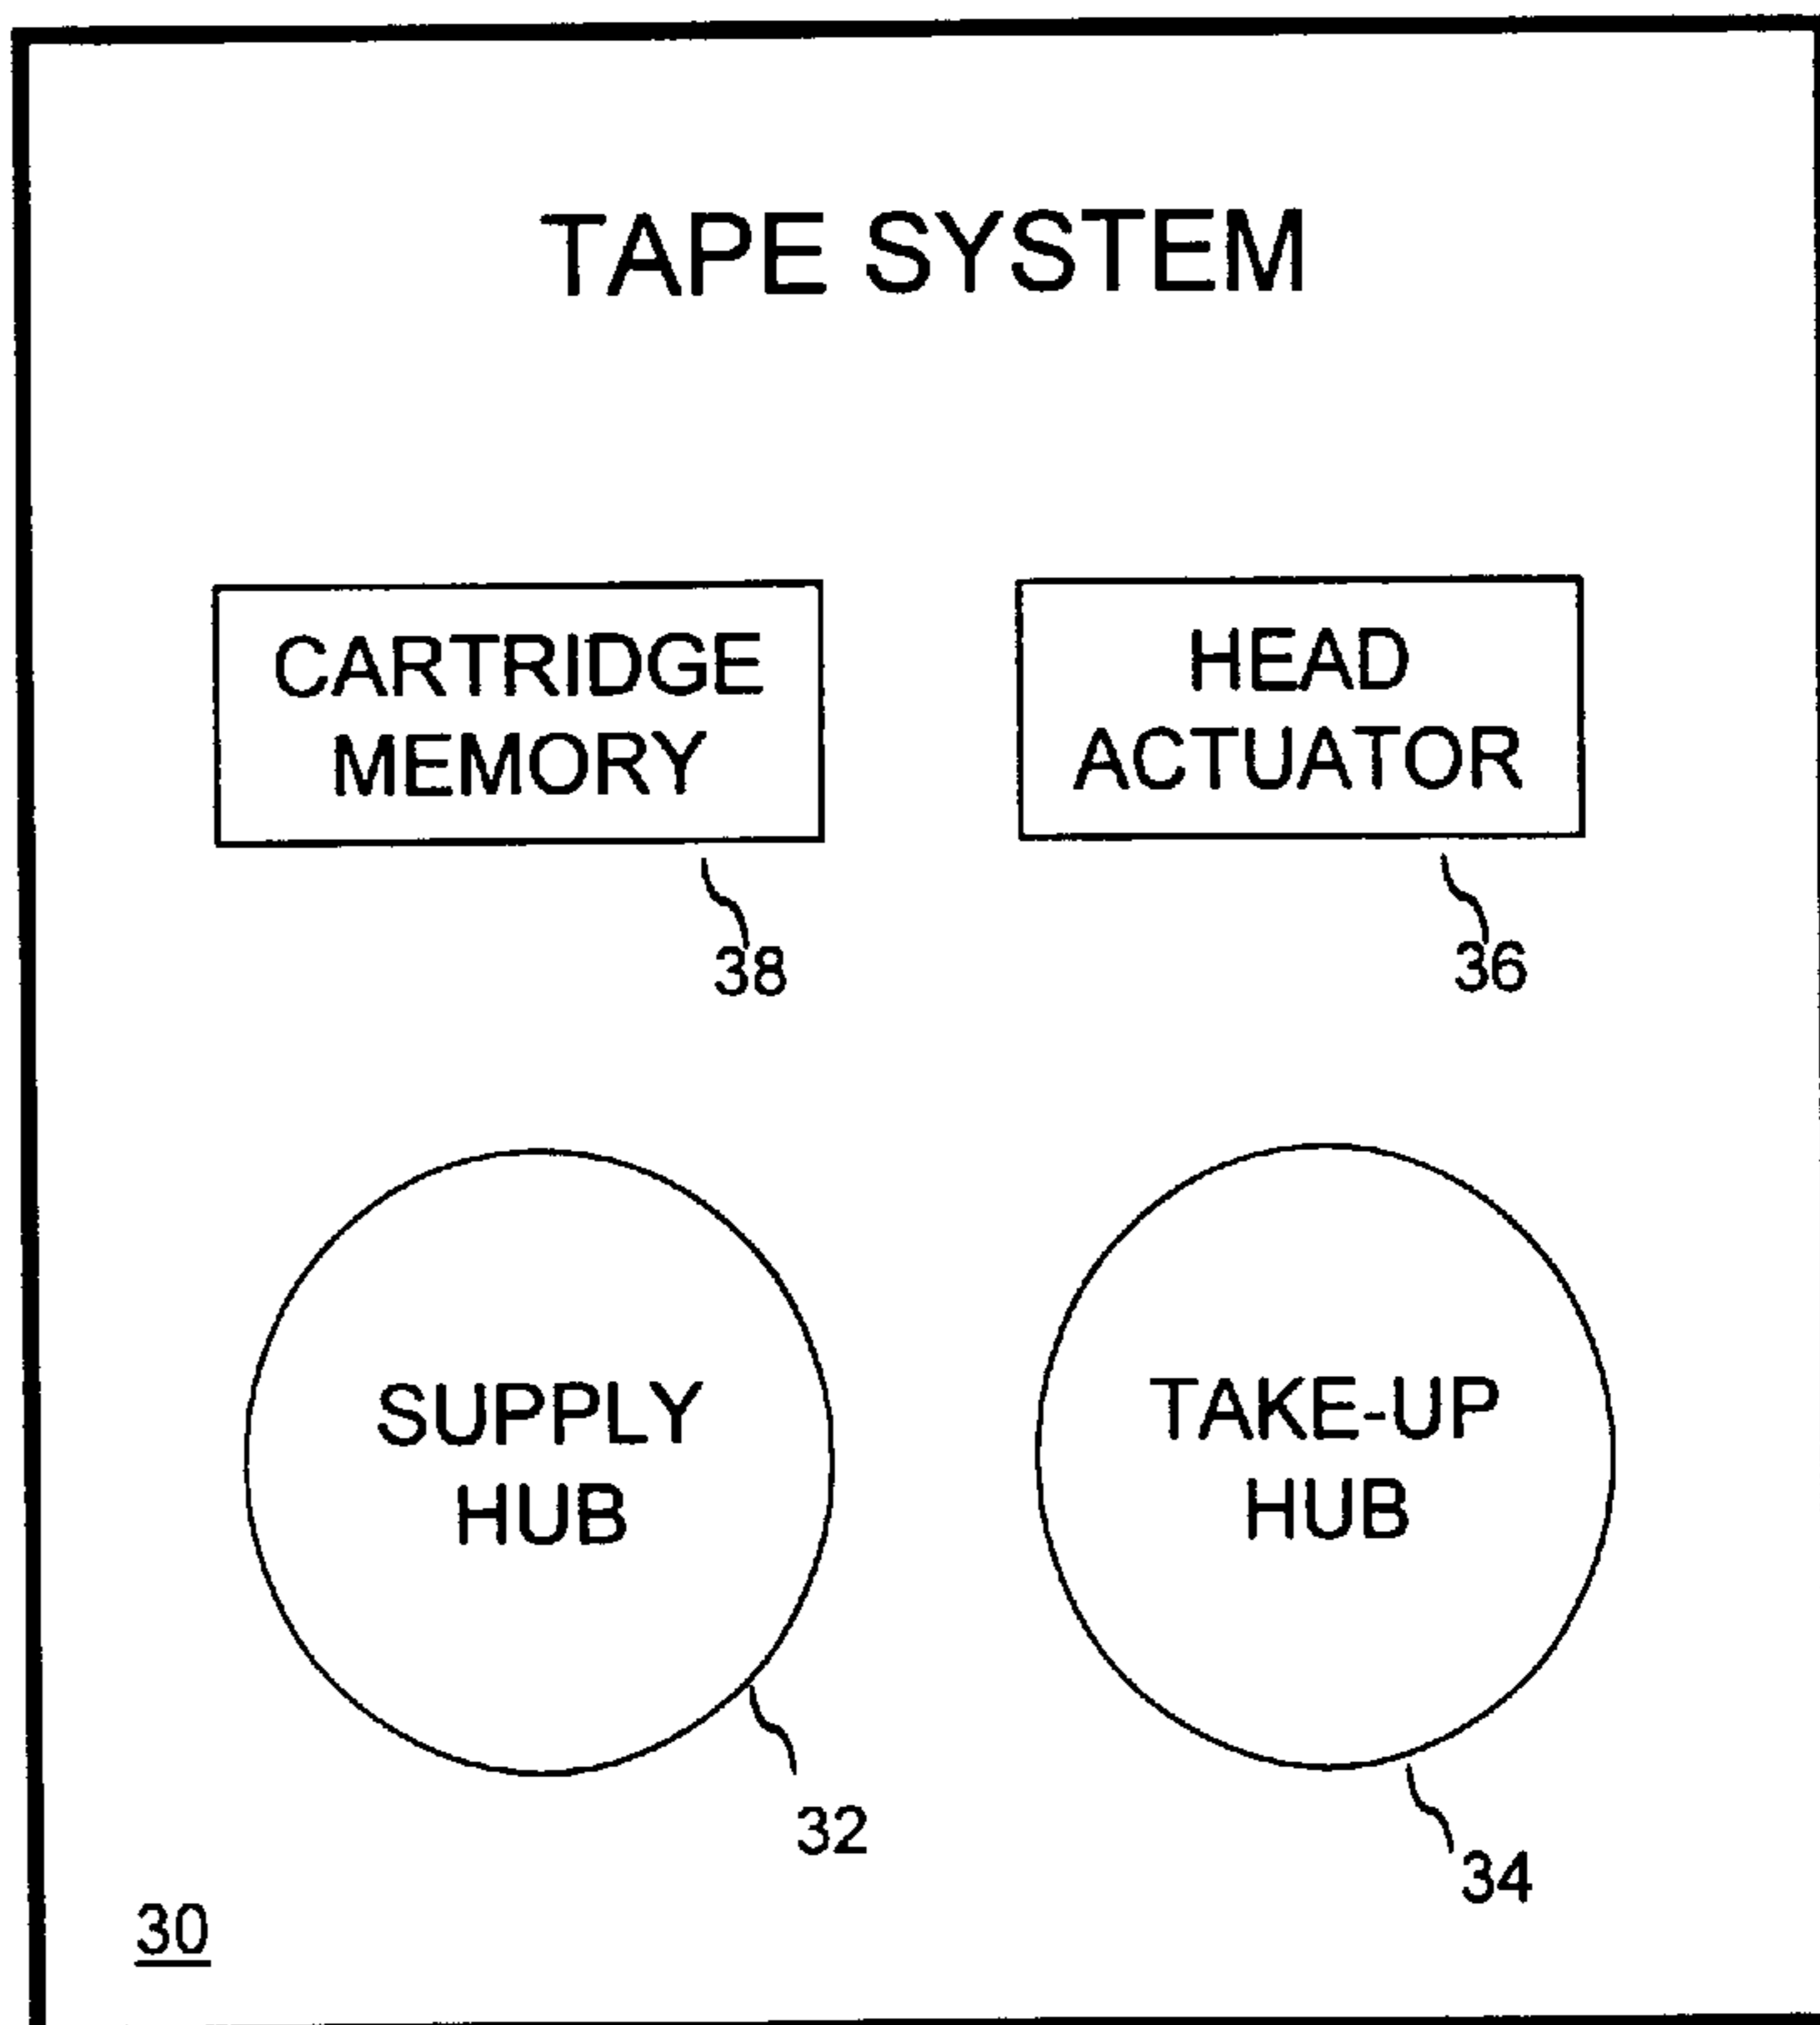 TAPE SYSTEM
CARTRIDGE
MEMORY
38
HEAD
ACTUATOR
36
SUPPLY
HUB
32
TAKE-UP
HUB
34
30